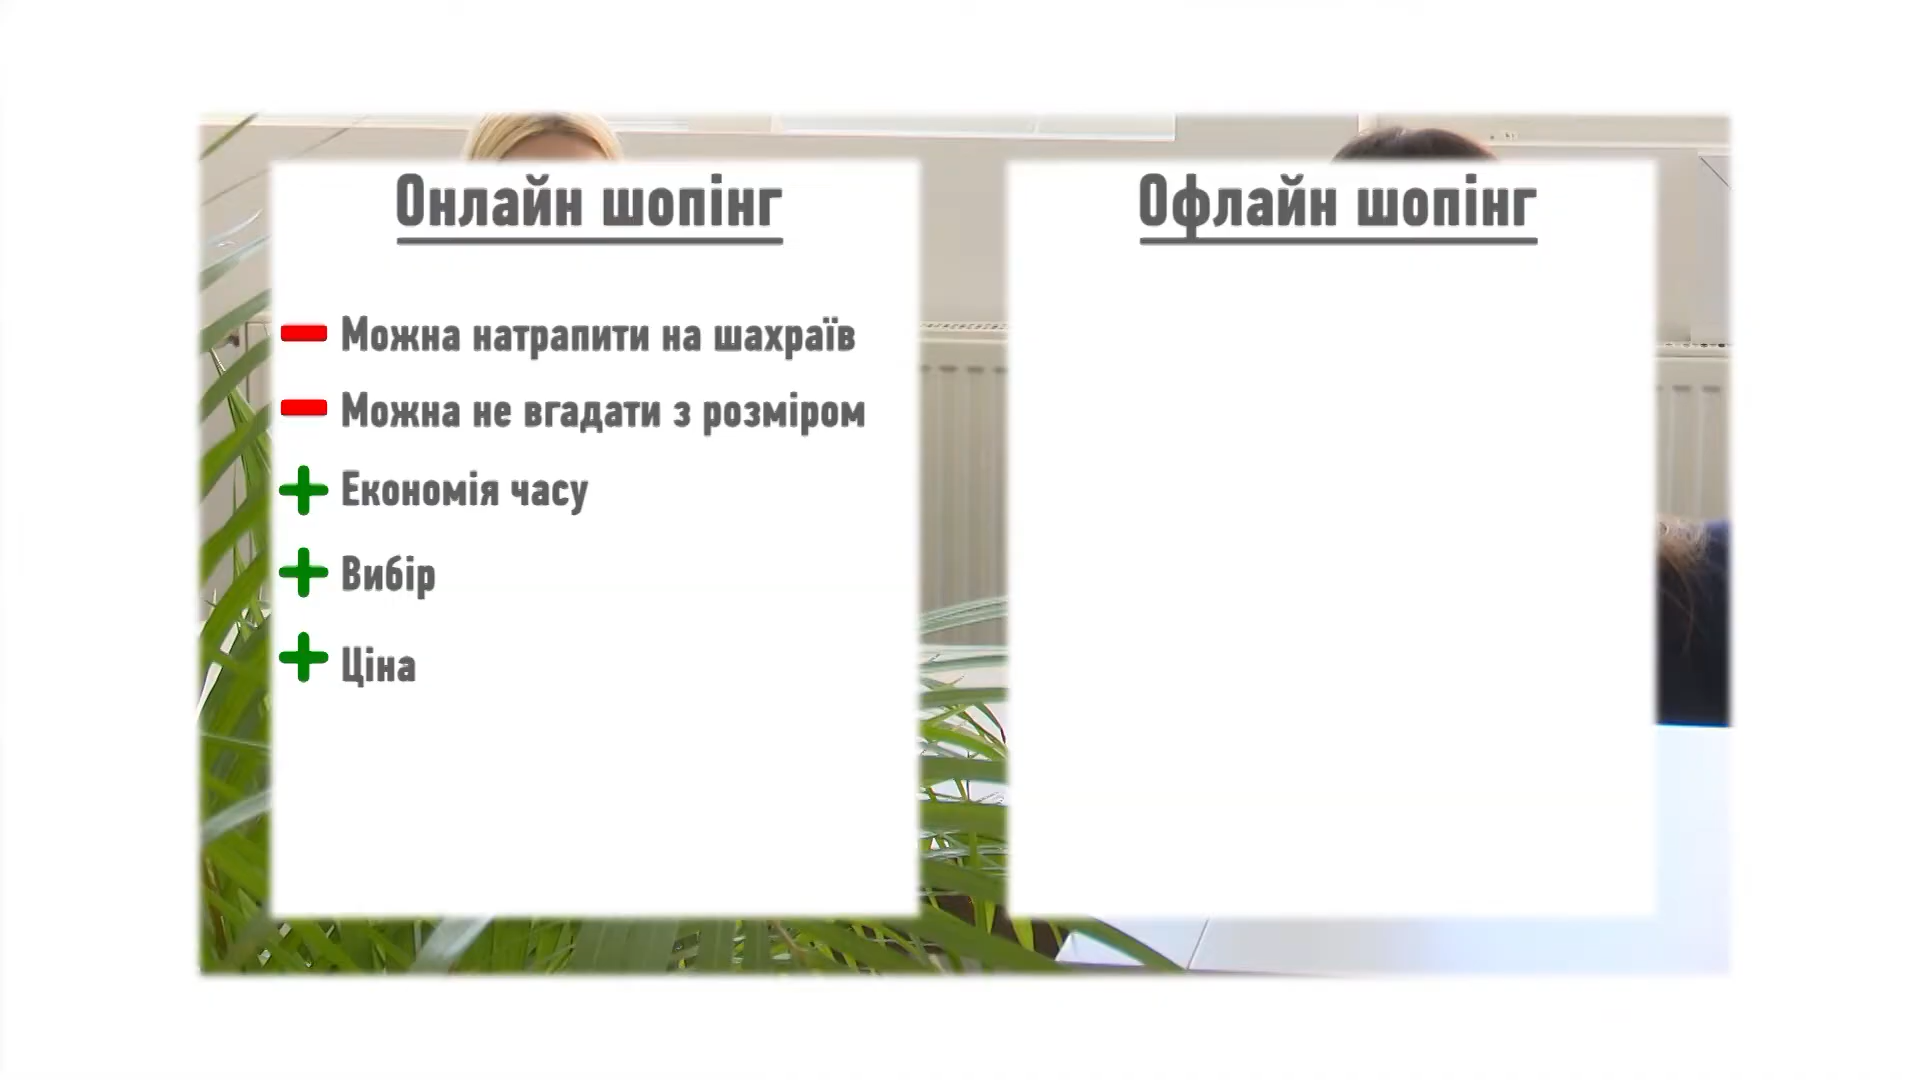 Онлайн шопінг
Можна натрапити на шахраїв
Можна не вгадати з розміром
Економія часу
Вибір
Ціна
Офлайн шопінг